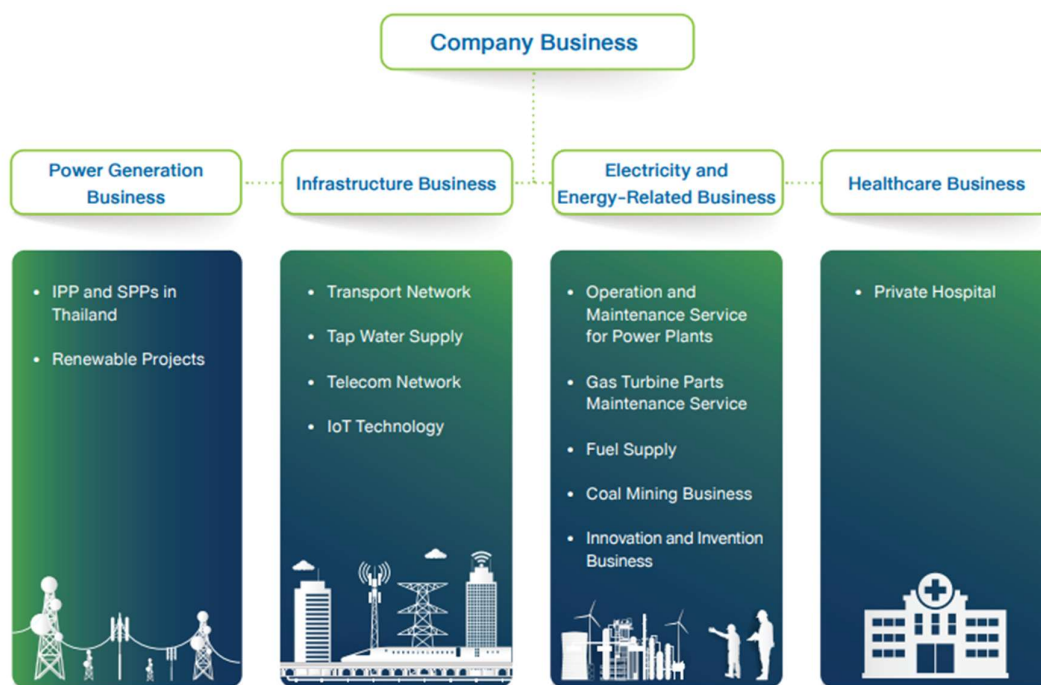 Company Business
Power Generation
Business
Infrastructure Business
Electricity and
Energy-Related Business
Healthcare Business
• IPP and SPPs in
Thailand
• Renewable Projects
• Transport Network
• Tap Water Supply
• Telecom Network
• IoT Technology
• Operation and
Maintenance Service
for Power Plants
• Gas Turbine Parts
Maintenance Service
• Fuel Supply
• Coal Mining Business
• Innovation and Invention
Business
• Private Hospital